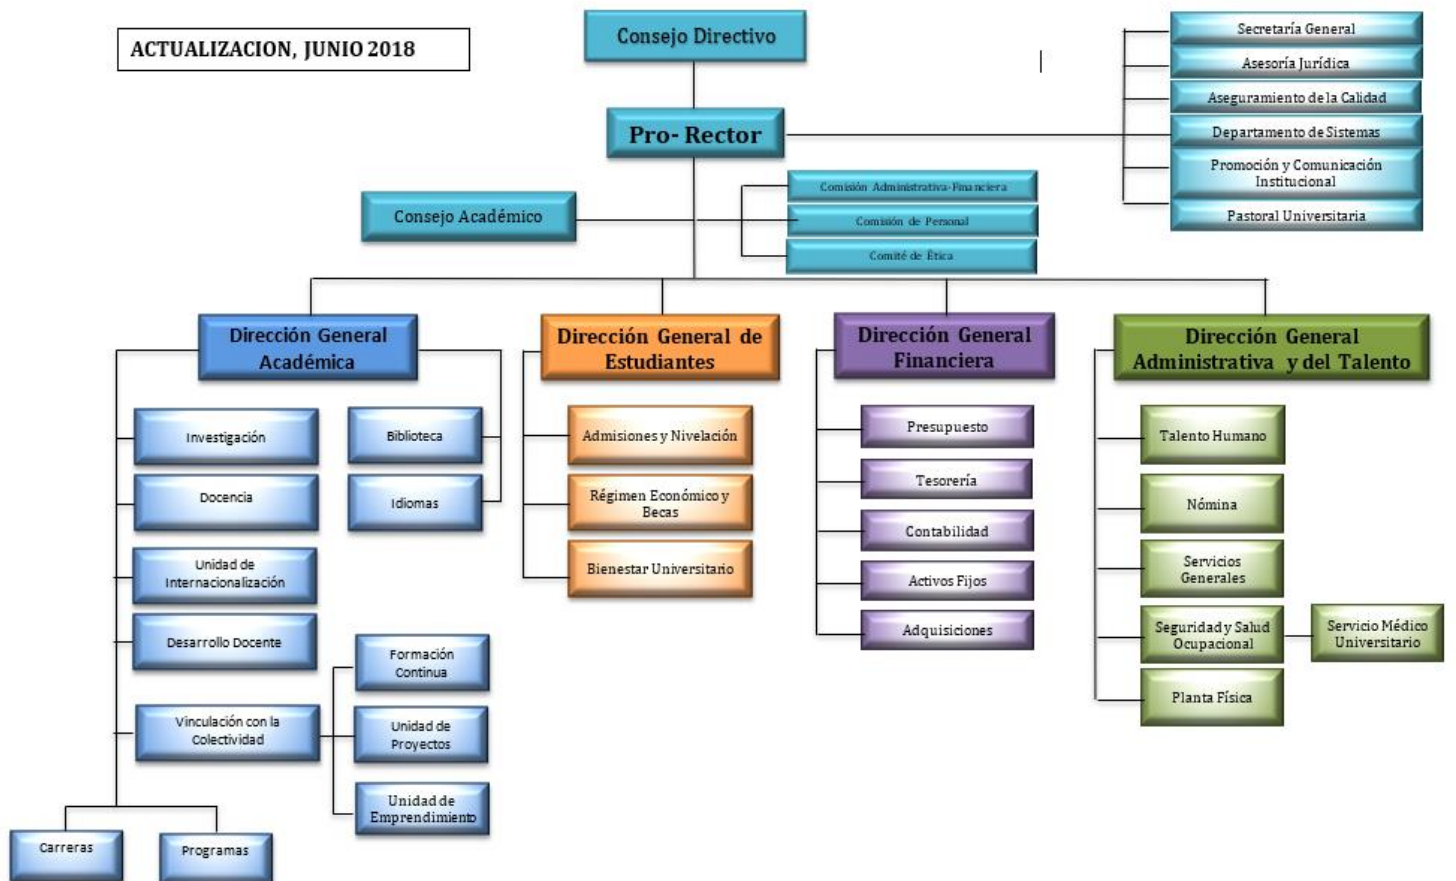 ACTUALIZACION, JUNIO 2018
Consejo Directivo
Pro- Rector
Secretaría General
Asesoría Jurídica
Aseguramiento de la Calidad
Departamento de Sistemas
Promoción y Comunicación
Institucional
Pastoral Universitaria
Consejo Académico
Comisión Administrativa-Financiera
Comisión de Personal
Comité de Ética
Dirección General
Académica
Investigación
Docencia
Unidad de
Internacionalización
Desarrollo Docente
Vinculación con la
Colectividad
Biblioteca
Idiomas
Formación
Continua
Unidad de
Proyectos
Unidad de
Emprendimiento
Carreras
Programas
Dirección General de
Estudiantes
Admisiones y Nivelación
Régimen Económico y
Becas
Bienestar Universitario
Dirección General
Financiera
Presupuesto
Tesorería
Contabilidad
Activos Fijos
Adquisiciones
Dirección General
Administrativa y del Talento
Talento Humano
Nómina
Servicios
Generales
Seguridad y Salud
Ocupacional
Servicio Médico
Universitario
Planta Física